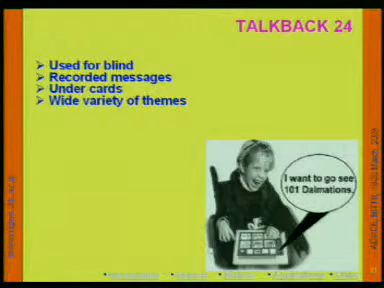 TALKBACK 24
Used for blind
Recorded messages
Under cards
Wide variety of themes
I want to go see
101 Dalmations.